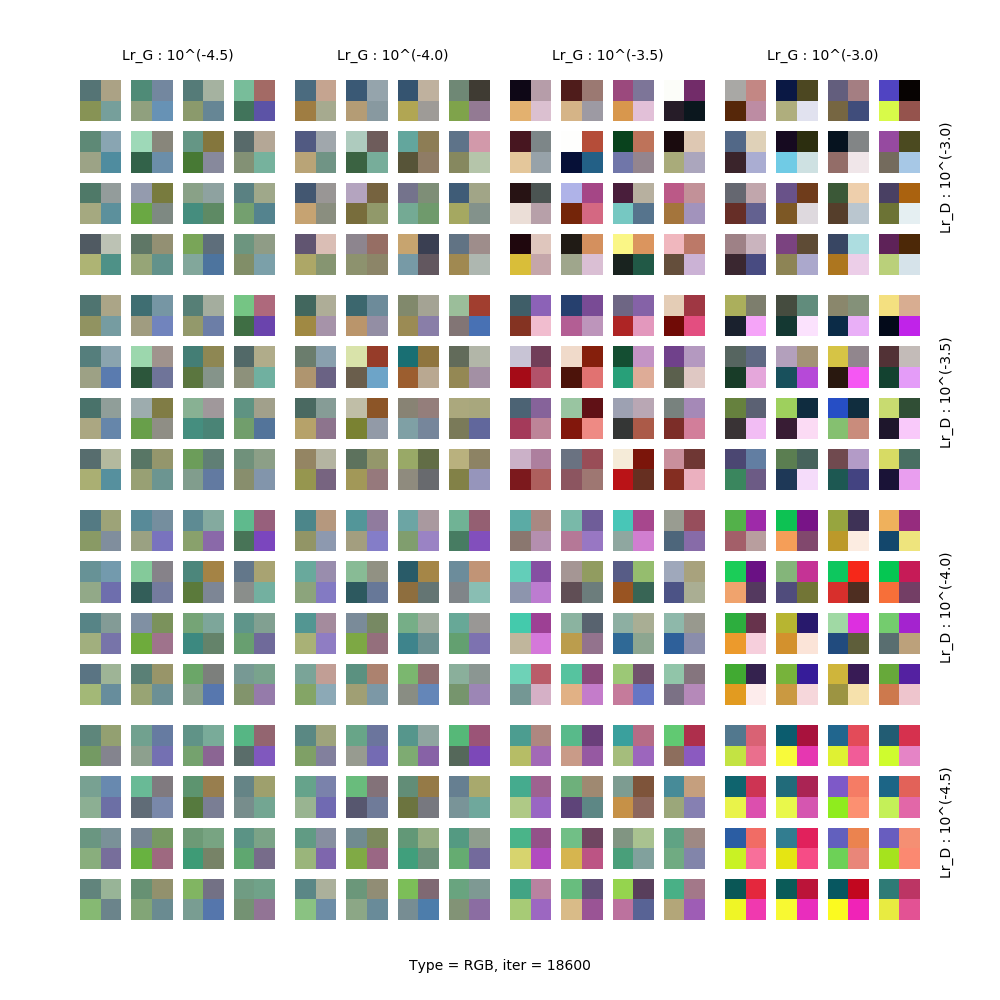 Lr_G : 10^(-4.5)
Lr_G : 10^(-4.0)
Lr_G : 10^(-3.5)
Lr_G : 10^(-3.0)
Lr_D : 10^(-3.0)
Lr_D : 10^(-3.5)
Lr_D : 10^(-4.0)
Lr_D : 10^(-4.5)
Type = RGB, iter = 18600